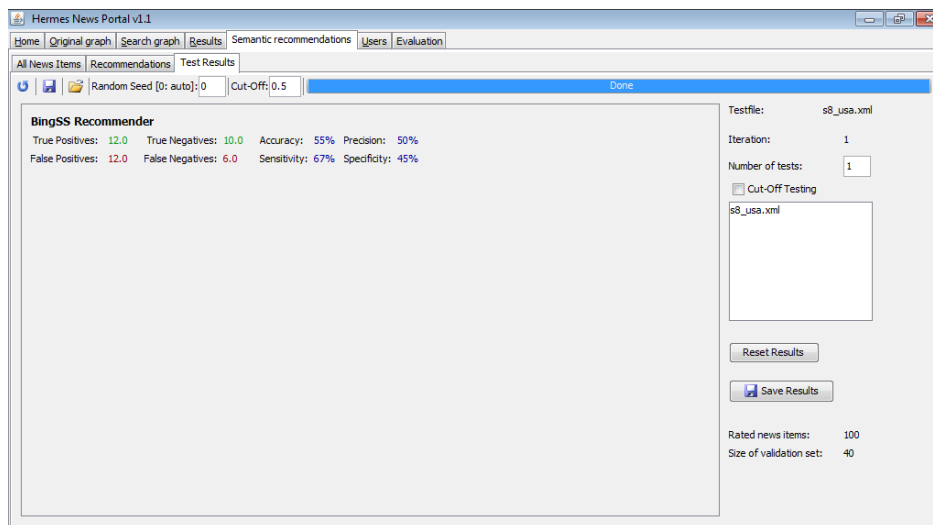 Hermes News Portal v1.1
Home Original graph Search graph Results Semantic recommendations Users Evaluation
All News Items Recommendations Test Results
Random Seed [0: auto]: 0 Cut-Off: 0.5 Done
BingSS Recommender
True Positives: 12.0 True Negatives: 10.0 Accuracy: 55% Precision: 50%
False Positives: 12.0 False Negatives: 6.0 Sensitivity: 67% Specificity: 45%
Testfile: s8_usa.xml
Iteration: 1
Number of tests: 1
Cut-Off Testing
s8_usa.xml
Reset Results
Save Results
Rated news items: 100
Size of validation set: 40